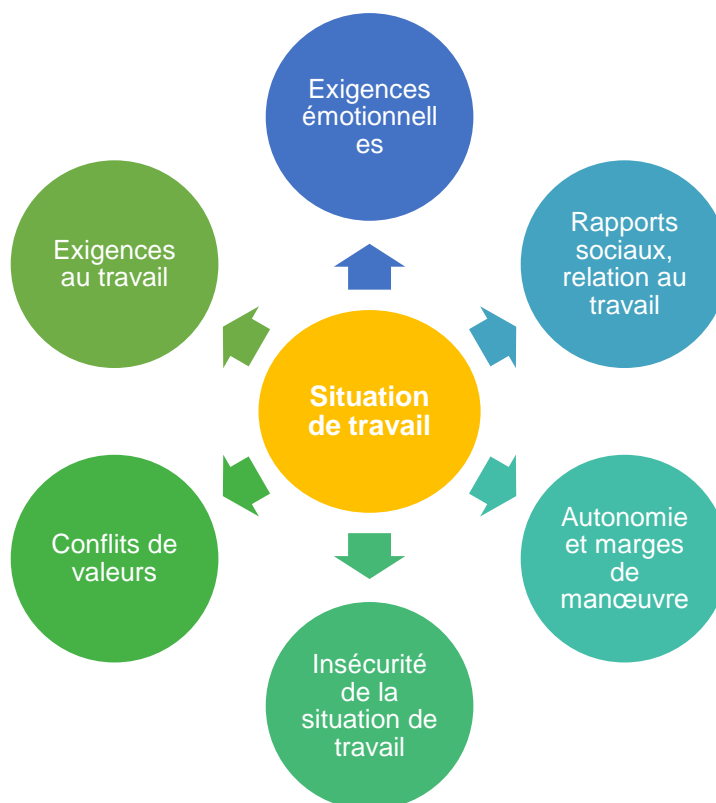 Exigences
émotionnell
es
Rapports
sociaux,
relation au
travail
Autonomie
et marges
de
manœuvre
Insécurité
de la
situation de
travail
Conflits de
valeurs
Exigences
au travail
Situation
de travail